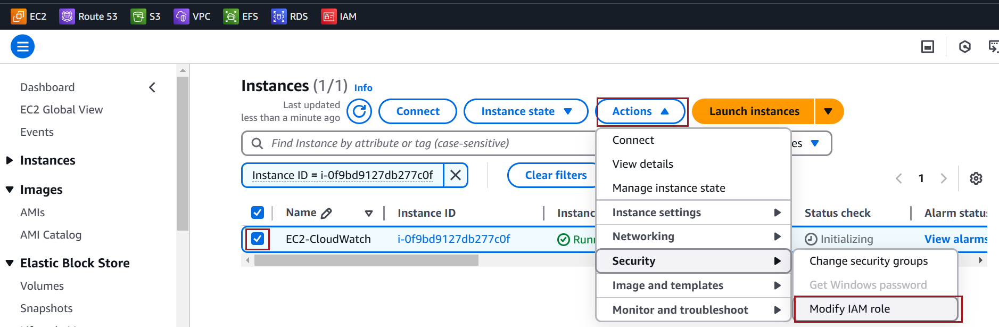 EC2 Route 53 S3 VPC EFS RDS IAM
Dashboard
EC2 Global View
Events
Instances
Images
AMIs
AMI Catalog
Elastic Block Store
Volumes
Snapshots
Instances (1/1) Info
Last updated
less than a minute ago
Connect
Instance state
Actions
Launch instances
Find Instance by attribute or tag (case-sensitive)
es
Instance ID = i-0f9bd9127db277c0f
Clear filters
1
Name
Instance ID
Instanc
Status check
Alarm status
EC2-CloudWatch
i-0f9bd9127db277c0f
Runn
Initializing
View alarms
Connect
View details
Manage instance state
Instance settings
Networking
Security
Image and templates
Monitor and troubleshoot
Change security groups
Get Windows password
Modify IAM role